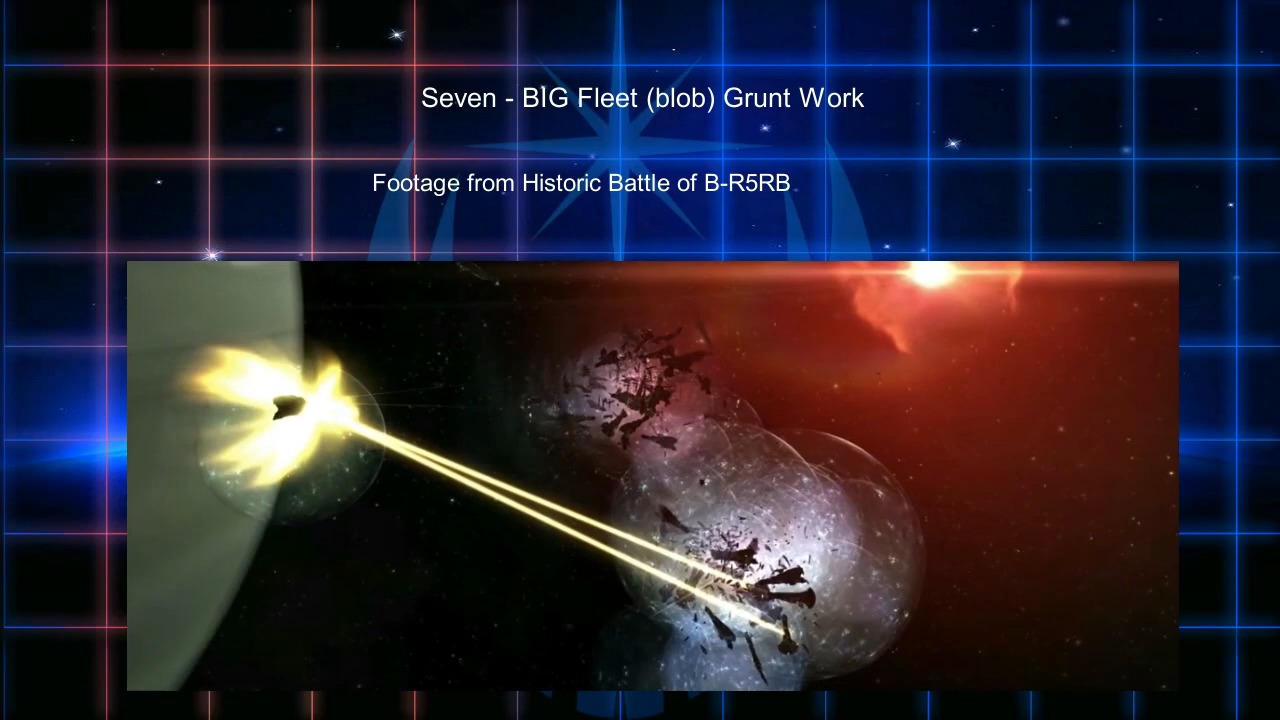 Seven - BIG Fleet (blob) Grunt Work
Footage from Historic Battle of B-R5RB